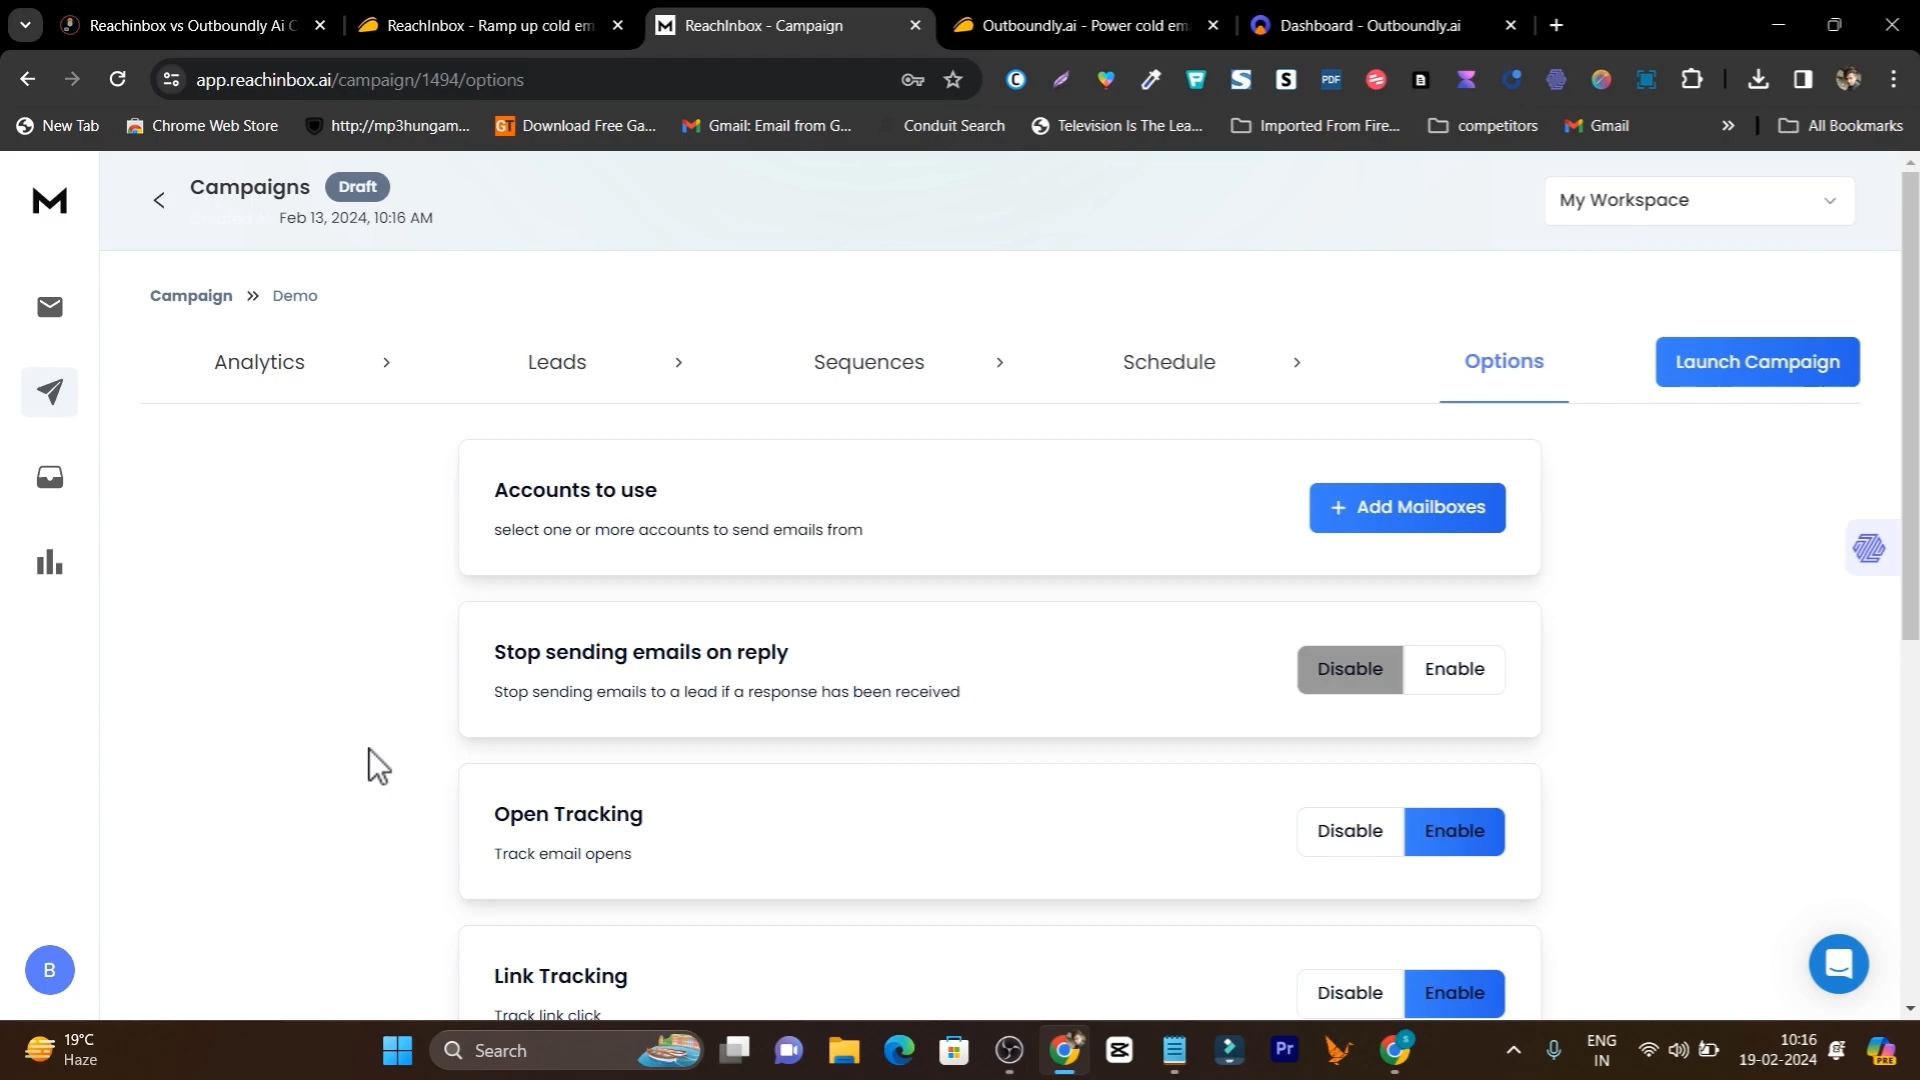 Reachinbox vs Outboundly Ai C
ReachInbox - Ramp up cold em
ReachInbox - Campaign
Outboundly.ai - Power cold em
Dashboard - Outboundly.ai
app.reachinbox.ai/campaign/1494/options
New Tab
Chrome Web Store
http://mp3hungam...
Download Free Ga...
Gmail: Email from G...
Conduit Search
Television Is The Lea...
Imported From Fire...
competitors
Gmail
All Bookmarks
Campaigns
Draft
Feb 13, 2024, 10:16 AM
My Workspace
Campaign » Demo
Analytics
Leads
Sequences
Schedule
Options
Launch Campaign
Accounts to use
select one or more accounts to send emails from
+ Add Mailboxes
Stop sending emails on reply
Stop sending emails to a lead if a response has been received
Disable
Enable
Open Tracking
Track email opens
Disable
Enable
Link Tracking
Track link click
Disable
Enable
B
19°C
Haze
Search
ENG
IN
10:16
19-02-2024